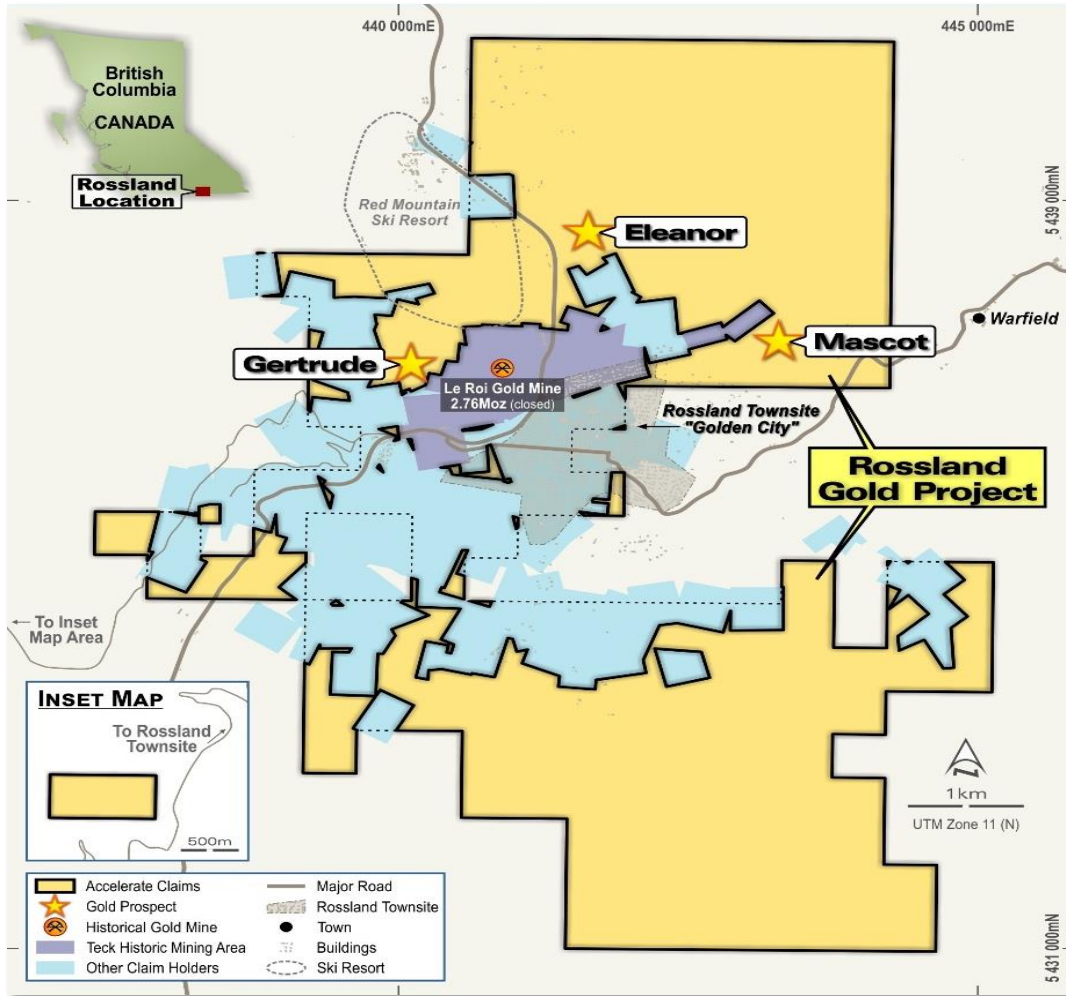 440 000mE
445 000mE
British
Columbia
CANADA
Rossland
Location
5 439 000mN
Red Mountain
Ski Resort
Eleanor
Warfield
Mascot
Gertrude
Le Roi Gold Mine
2.76Moz (closed)
Rossland Townsite
"Golden City"
Rossland
Gold Project
To Inset
Map Area
INSET MAP
To Rossland
Townsite
500m
N
1km
UTM Zone 11 (N)
Accelerate Claims
Gold Prospect
Historical Gold Mine
Teck Historic Mining Area
Other Claim Holders
Major Road
Rossland Townsite
Town
Buildings
Ski Resort
5 431 000mN